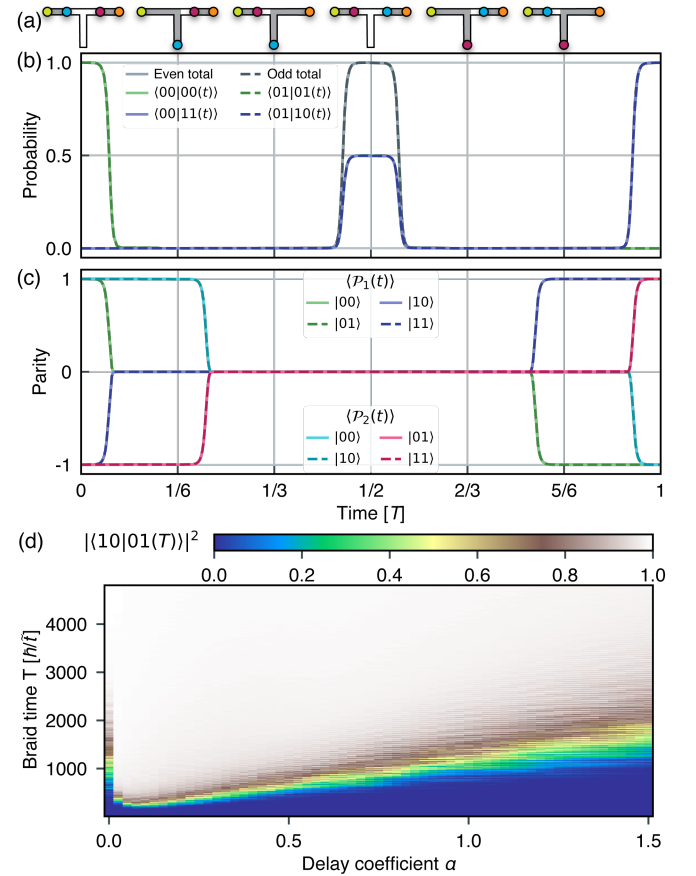 (a)
(b)
1.0
0.5
0.0
Probability
Even total
Odd total
⟨00|00(t)⟩
⟨01|01(t)⟩
⟨00|11(t)⟩
⟨01|10(t)⟩
(c)
1
0
-1
Parity
⟨𝒫₁(t)⟩
|00⟩
|10⟩
|01⟩
|11⟩
⟨𝒫₂(t)⟩
|00⟩
|01⟩
|10⟩
|11⟩
0 1/6 1/3 1/2 2/3 5/6 1
Time [T]
(d)
|⟨10|01(T)⟩|²
0.0 0.2 0.4 0.6 0.8 1.0
4000
3000
2000
1000
Braid time T [ℏ/t̃]
0.0 0.5 1.0 1.5
Delay coefficient α